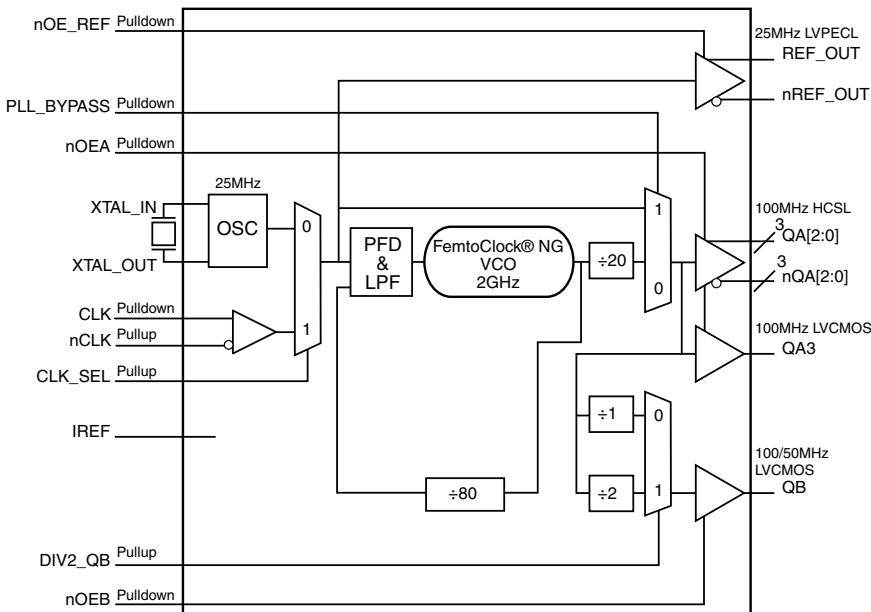 nOE_REF Pulldown
25MHz LVPECL
REF_OUT
nREF_OUT
PLL_BYPASS Pulldown
nOEA Pulldown
25MHz
XTAL_IN
OSC
XTAL_OUT
0
1
PFD
&
LPF
FemtoClock® NG
VCO
2GHz
÷20
1
0
100MHz HCSL
3
QA[2:0]
3
nQA[2:0]
CLK Pulldown
nCLK Pullup
CLK_SEL Pullup
100MHz LVCMOS
QA3
IREF
÷1
0
÷2
1
÷80
100/50MHz
LVCMOS
QB
DIV2_QB Pullup
nOEB Pulldown